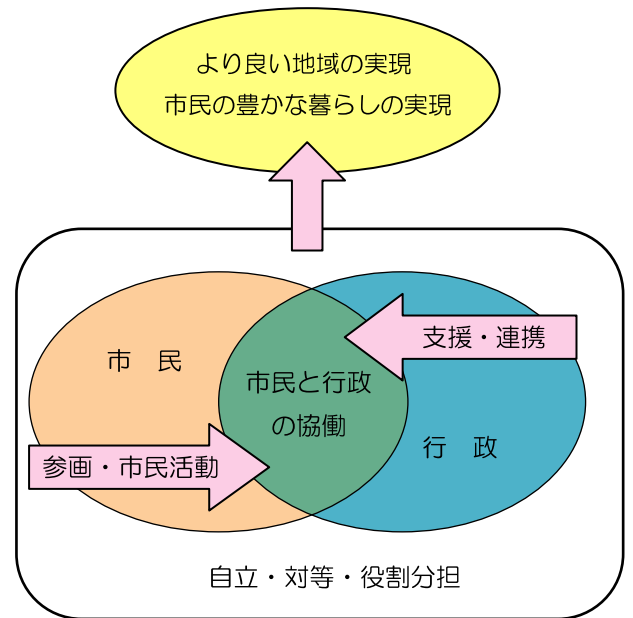 より良い地域の実現
市民の豊かな暮らしの実現
支援・連携
市　民
市民と行政
の協働
行　政
参画・市民活動
自立・対等・役割分担